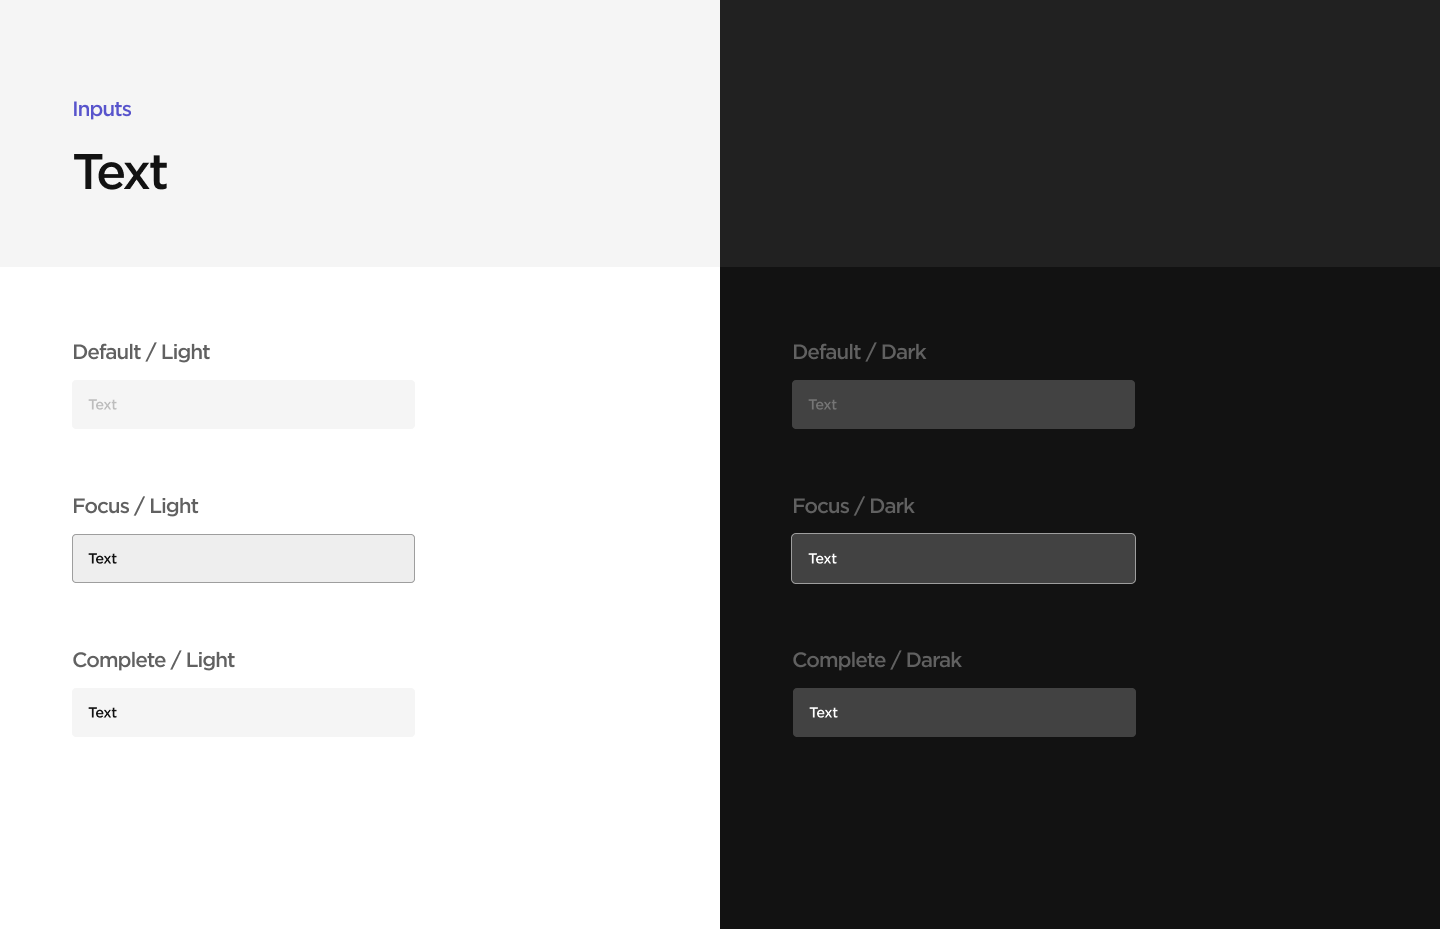 Inputs
Text
Default / Light
Text
Focus / Light
Text
Complete / Light
Text
Default / Dark
Text
Focus / Dark
Text
Complete / Darak
Text